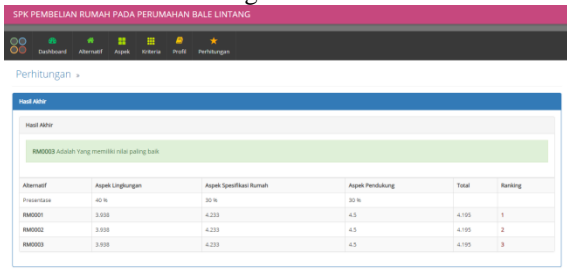 SPK PEMBELIAN RUMAH PADA PERUMAHAN BALE LINTANG
Dashboard Alternatif Aspek Kriteria Profil Perhitungan
Perhitungan »
Hasil Akhir
Hasil Akhir
RM0003 Adalah Yang memiliki nilai paling baik
Alternatif Aspek Lingkungan Aspek Spesifikasi Rumah Aspek Pendukung Total Ranking
Presentase 40 % 30 % 30 %
RM0001 3.938 4.233 4.5 4.195 1
RM0002 3.938 4.233 4.5 4.195 2
RM0003 3.938 4.233 4.5 4.195 3